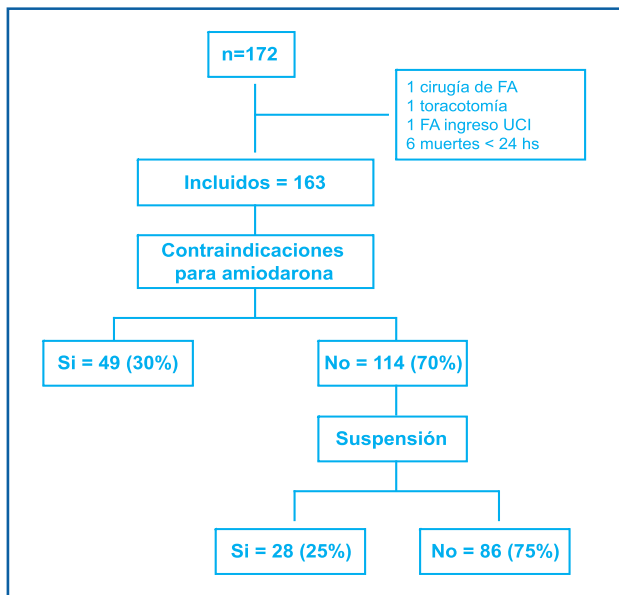 n=172
1 cirugía de FA
1 toracotomía
1 FA ingreso UCI
6 muertes < 24 hs
Incluidos = 163
Contraindicaciones
para amiodarona
Si = 49 (30%)
No = 114 (70%)
Suspensión
Si = 28 (25%)
No = 86 (75%)